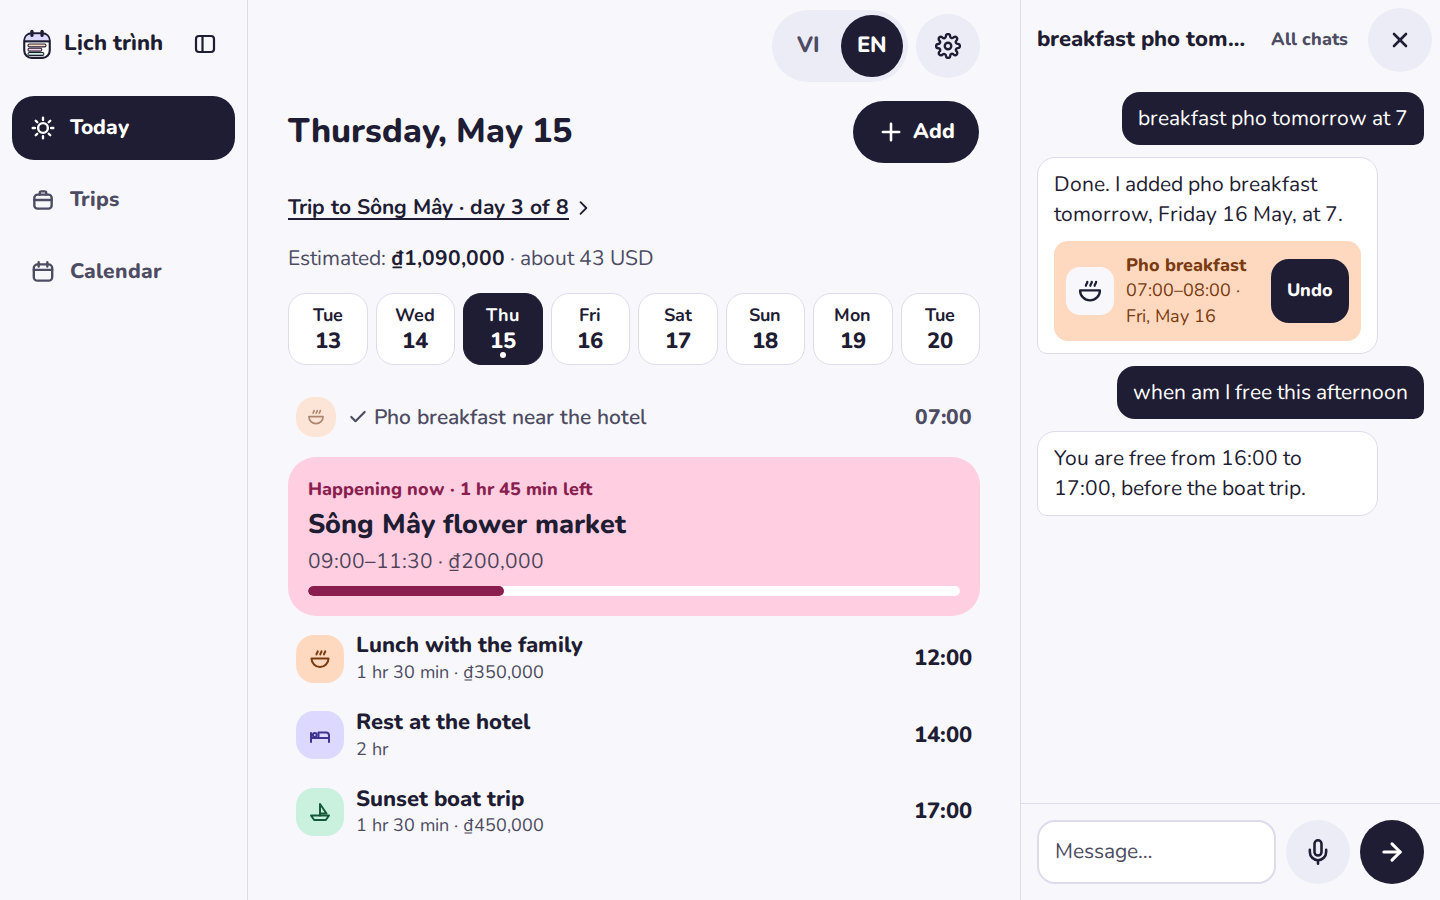 Lịch trình
Today
Trips
Calendar
VI
EN
Thursday, May 15
Add
Trip to Sông Mây · day 3 of 8
Estimated: ₫1,090,000 · about 43 USD
Tue
13
Wed
14
Thu
15
Fri
16
Sat
17
Sun
18
Mon
19
Tue
20
Pho breakfast near the hotel
07:00
Happening now · 1 hr 45 min left
Sông Mây flower market
09:00–11:30 · ₫200,000
Lunch with the family
1 hr 30 min · ₫350,000
12:00
Rest at the hotel
2 hr
14:00
Sunset boat trip
1 hr 30 min · ₫450,000
17:00
breakfast pho tom...
All chats
breakfast pho tomorrow at 7
Done. I added pho breakfast
tomorrow, Friday 16 May, at 7.
Pho breakfast
07:00–08:00 ·
Fri, May 16
Undo
when am I free this afternoon
You are free from 16:00 to
17:00, before the boat trip.
Message...